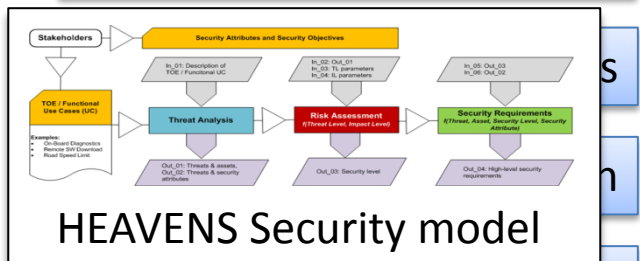 Stakeholders
Security Attributes and Security Objectives
In_01: Description of
TOE / Functional UC
In_02: Out_01
In_03: TL parameters
In_04: IL parameters
In_05: Out_03
In_06: Out_02
s
TOE / Functional
Use Cases (UC)
Examples:
• On-Board Diagnostics
• Remote SW Download
• Road Speed Limit
Threat Analysis
Risk Assessment
f(Threat Level, Impact Level)
Security Requirements
f(Threat, Asset, Security Level, Security
Attribute)
Out_01: Threats & assets,
Out_02: Threats & security
attributes
Out_03: Security level
Out_04: High-level security
requirements
n
HEAVENS Security model